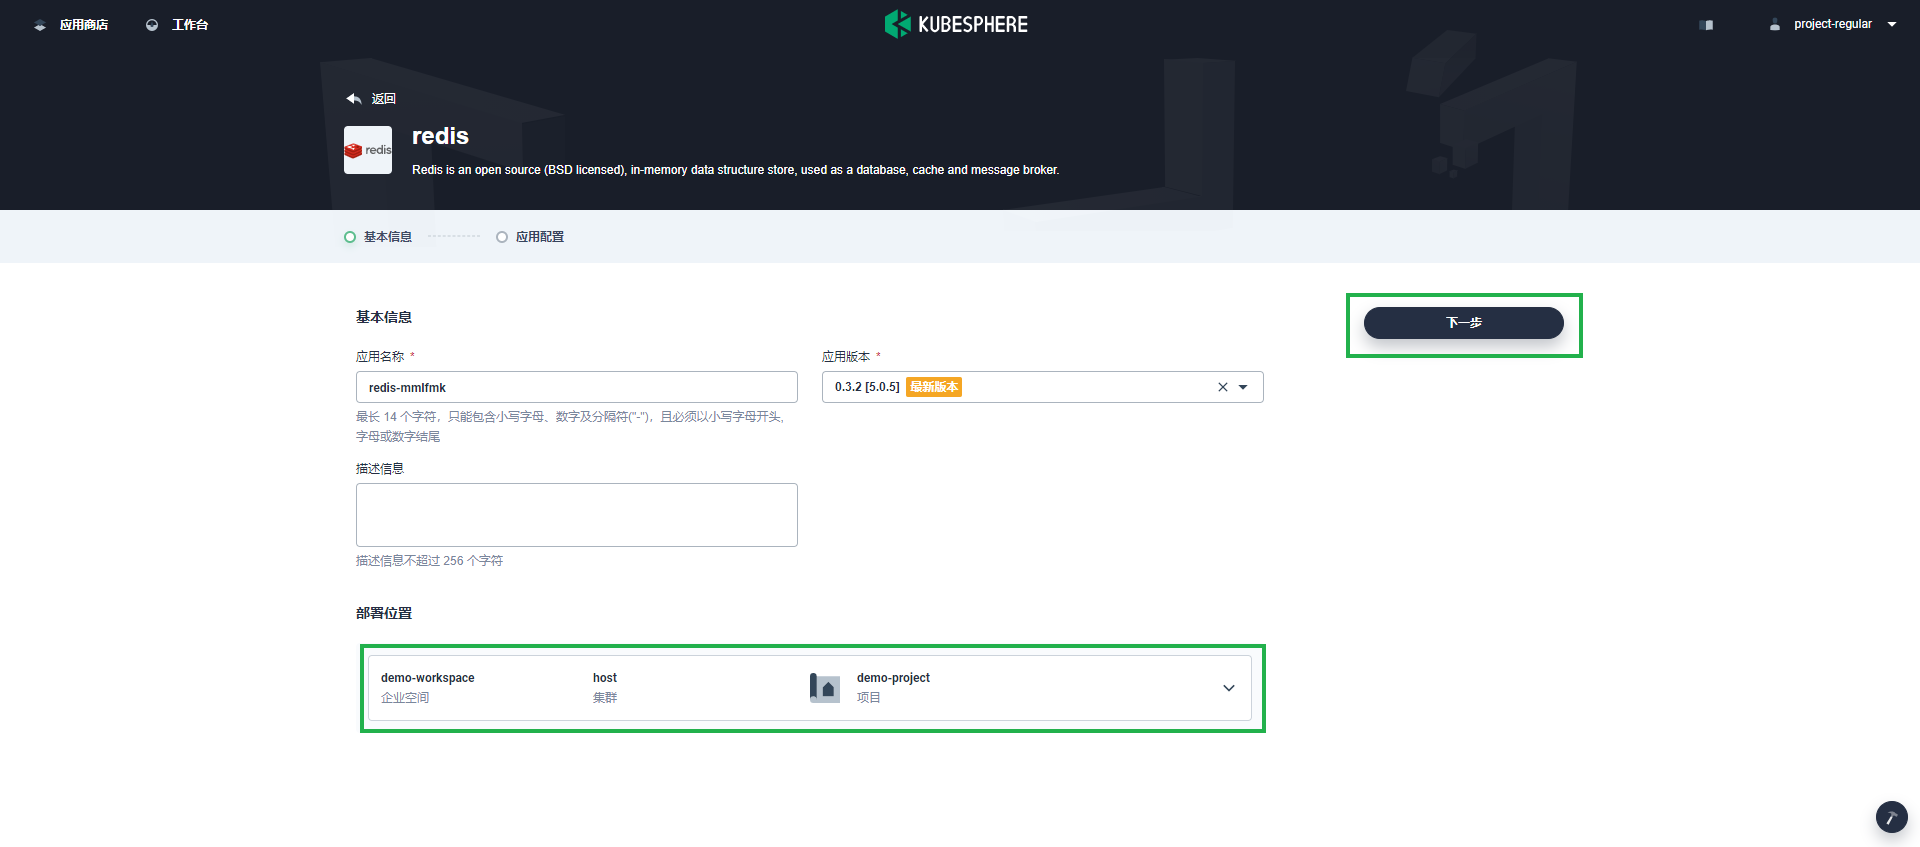 应用商店
工作台
KUBESPHERE
project-regular
返回
redis
redis
Redis is an open source (BSD licensed), in-memory data structure store, used as a database, cache and message broker.
基本信息
应用配置
基本信息
下一步
应用名称 *
应用版本 *
redis-mmlfmk
0.3.2 [5.0.5] 最新版本
最长 14 个字符，只能包含小写字母、数字及分隔符("-")，且必须以小写字母开头，
字母或数字结尾
描述信息
描述信息不超过 256 个字符
部署位置
demo-workspace
企业空间
host
集群
demo-project
项目